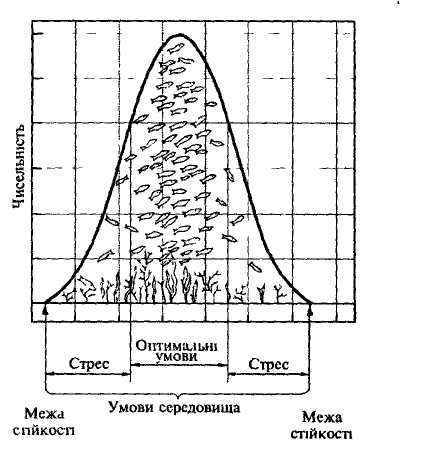 Чисельність
Оптимальні
умови
Стрес
Стрес
Умови середовища
Межа
стійкості
Межа
стійкості